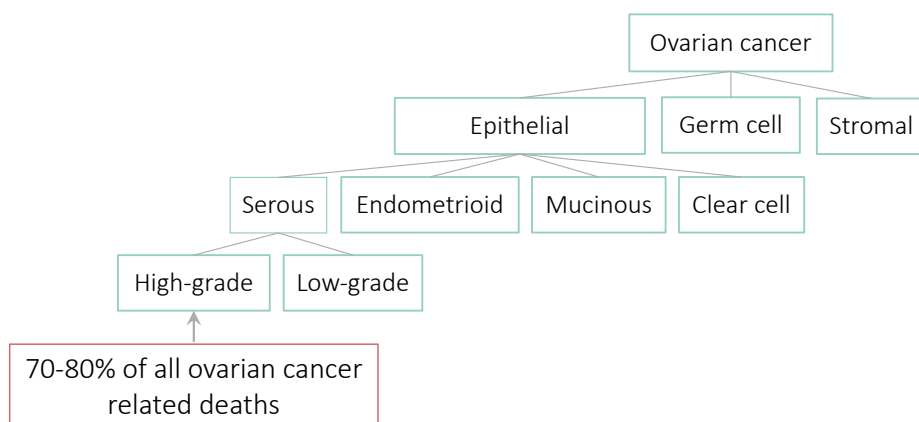 Ovarian cancer
Epithelial
Germ cell
Stromal
Serous
Endometrioid
Mucinous
Clear cell
High-grade
Low-grade
70-80% of all ovarian cancer
related deaths